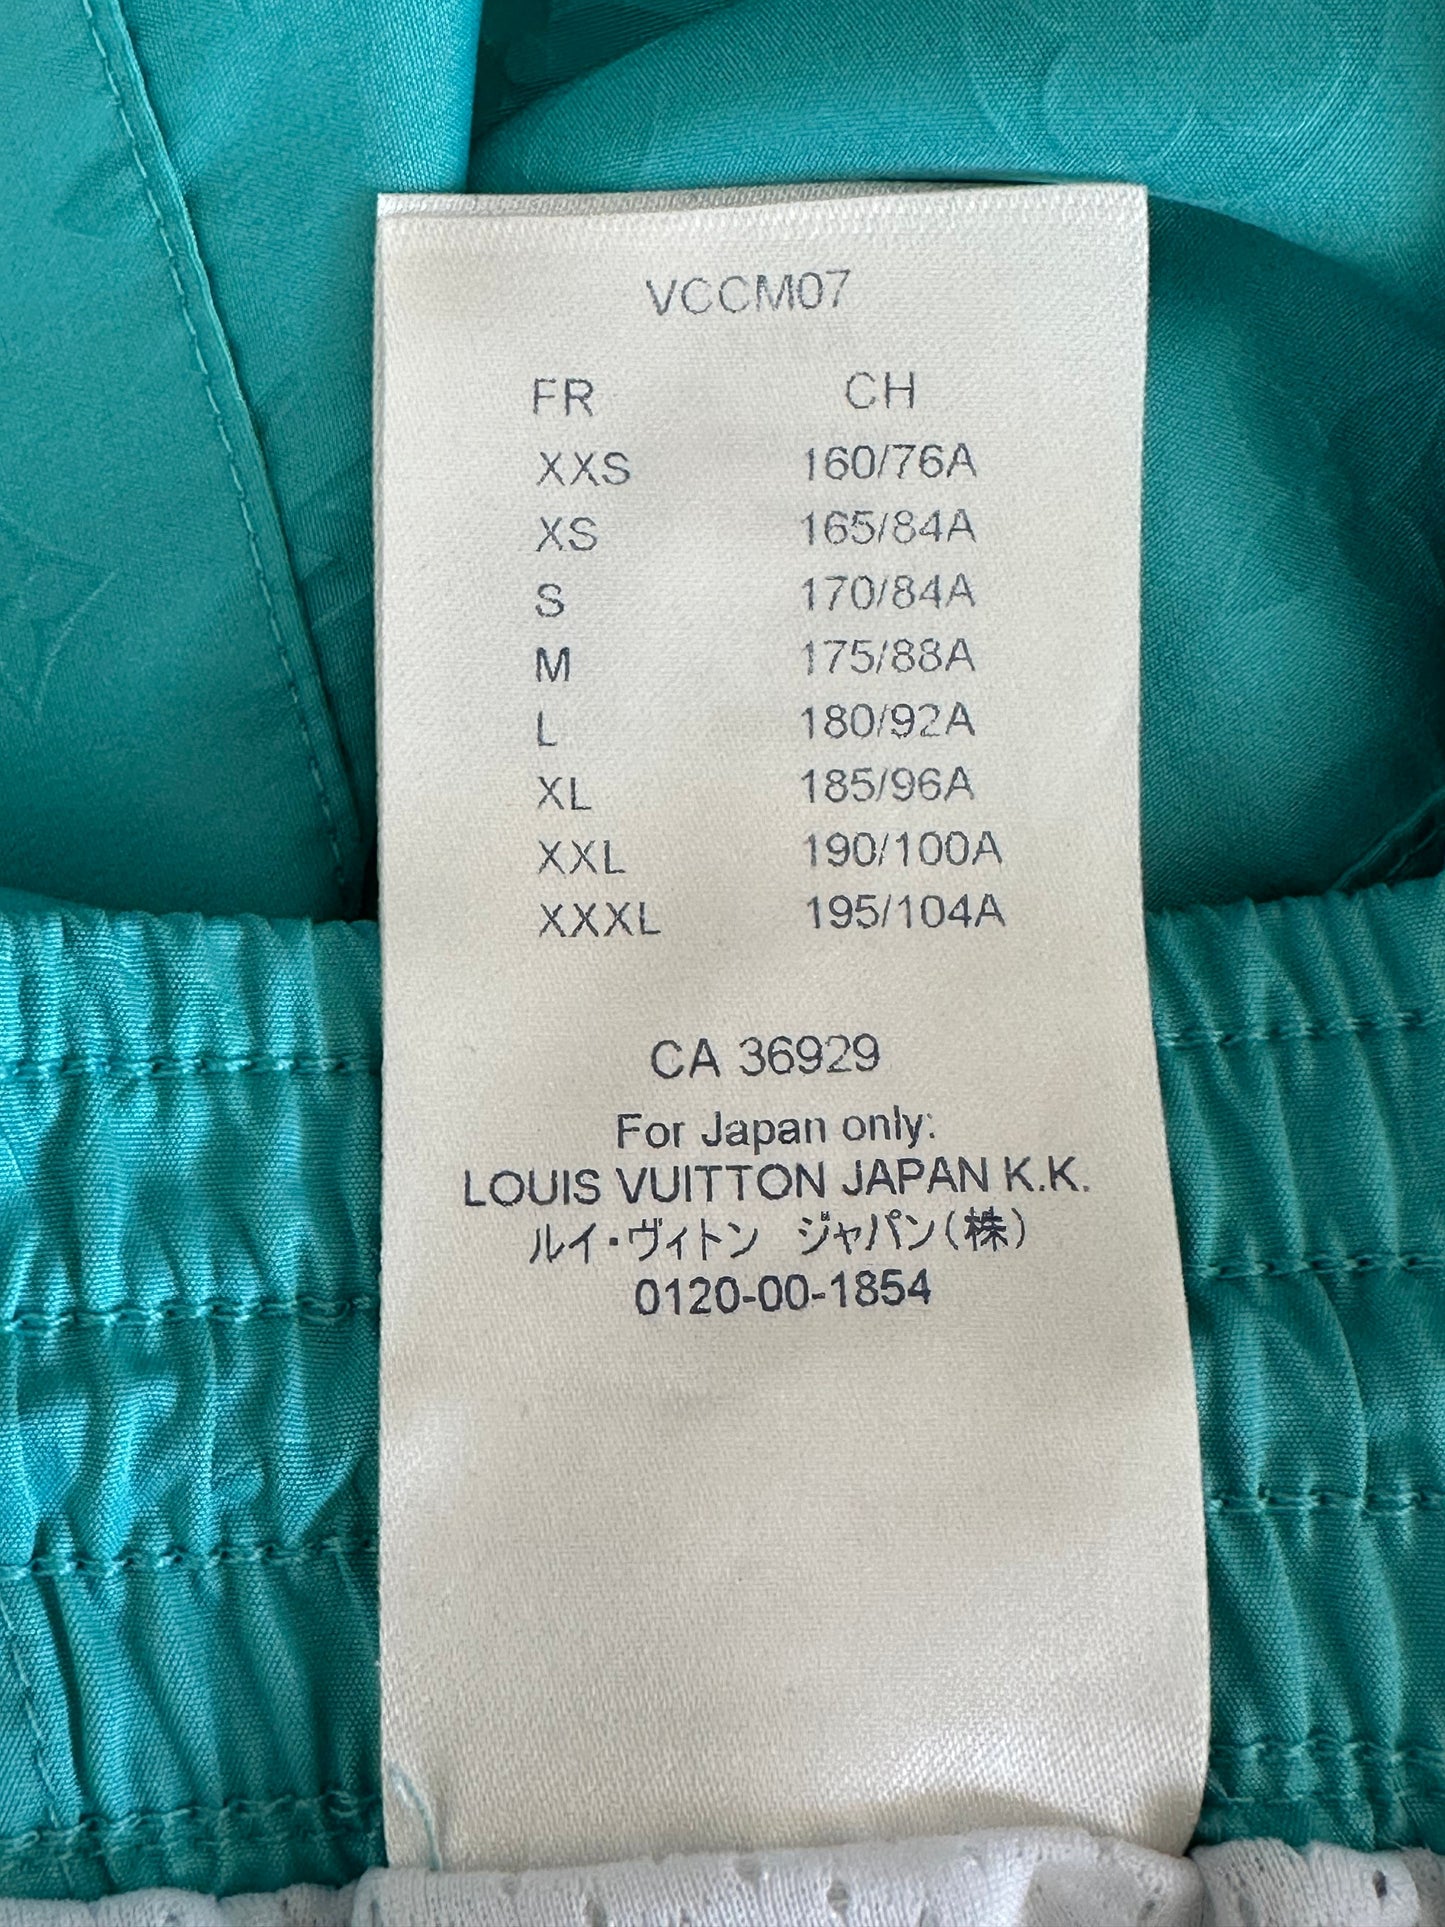 VCCM07
FR CH
XXS 160/76A
XS 165/84A
S 170/84A
M 175/88A
L 180/92A
XL 185/96A
XXL 190/100A
XXXL 195/104A
CA 36929
For Japan only:
LOUIS VUITTON JAPAN K.K.
ルイ・ヴィトン ジャパン(株)
0120-00-1854